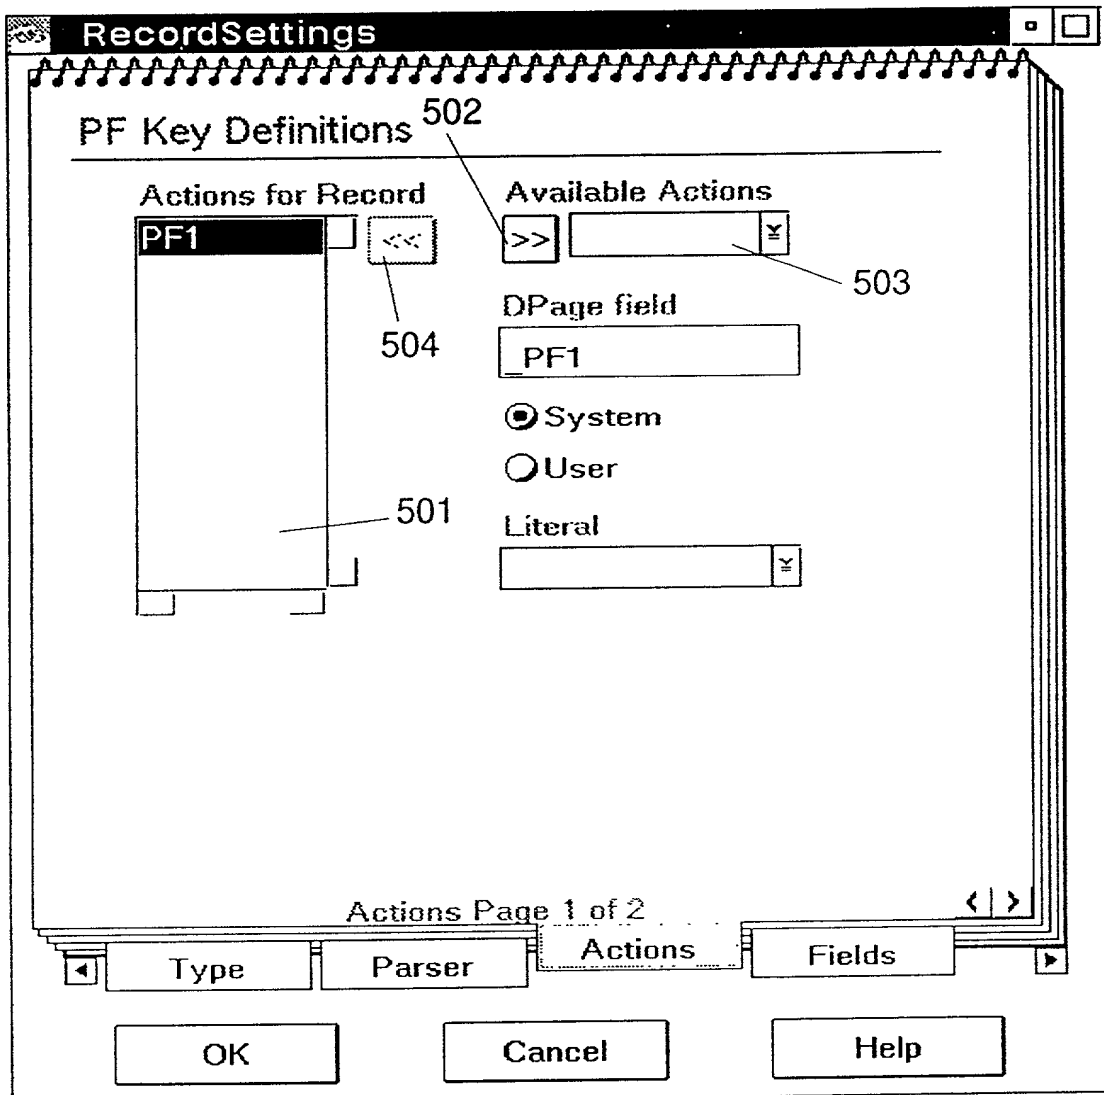 RecordSettings
PF Key Definitions
502
Actions for Record
Available Actions
PF1
<<
>>
503
504
DPage field
_PF1
System
User
501
Literal
Actions Page 1 of 2
< >
Type
Parser
Actions
Fields
OK
Cancel
Help